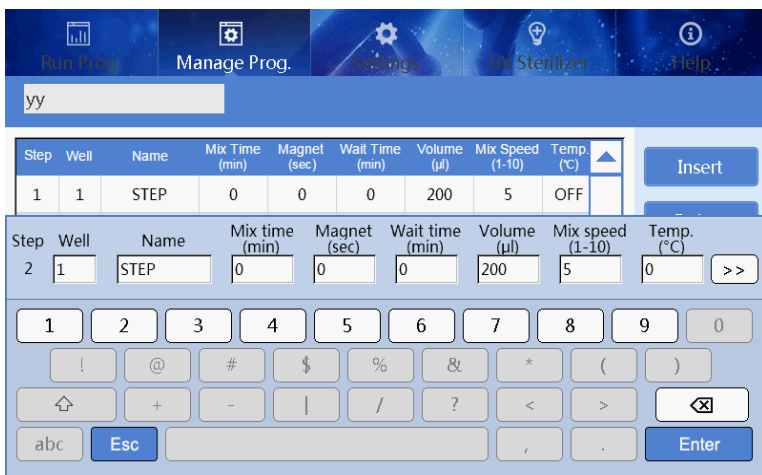 Run Prog. Manage Prog. Settings UV Sterilizer Help
yy
Step Well Name Mix Time (min) Magnet (sec) Wait Time (min) Volume (μl) Mix Speed (1-10) Temp. (℃)
Insert
1 1 STEP 0 0 0 200 5 OFF
Step Well Name Mix time (min) Magnet (sec) Wait time (min) Volume (μl) Mix speed (1-10) Temp. (°C)
2 1 STEP 0 0 0 200 5 0 >>
1 2 3 4 5 6 7 8 9 0
! @ # $ % & * ( )
+ - | / ? < >
abc Esc , . Enter